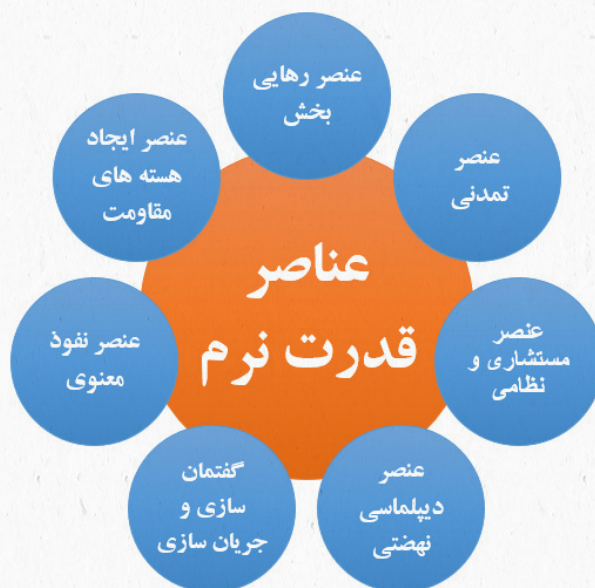 عناصر
قدرت نرم
عنصر رهایی
بخش
عنصر
تمدنی
عنصر
مستشاری و
نظامی
عنصر
دیپلماسی
نهضتی
گفتمان
سازی و
جریان سازی
عنصر نفوذ
معنوی
عنصر ایجاد
هسته های
مقاومت